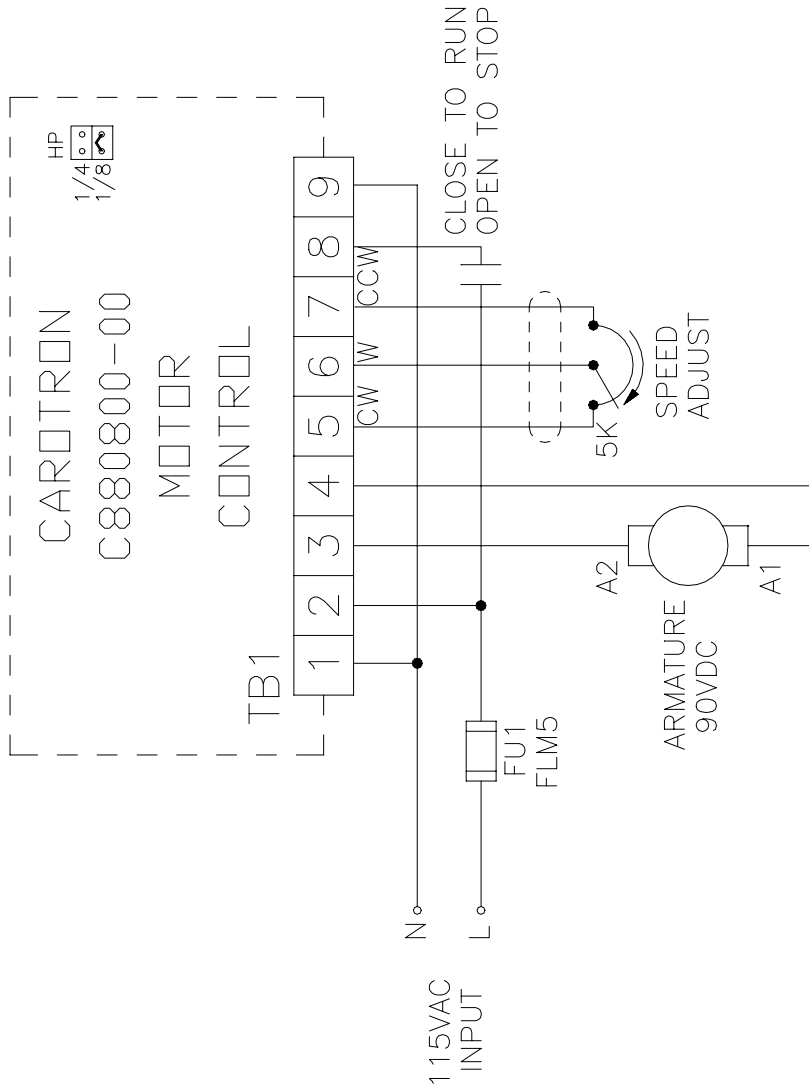 CAROTRON
C880800-00
MOTOR
CONTROL
HP
1/4
1/8
TB1
1 2 3 4 5 6 7 8 9
CW W CCW
CLOSE TO RUN
OPEN TO STOP
5K
SPEED
ADJUST
N
L
115VAC
INPUT
FU1
FLM5
A2
A1
ARMATURE
90VDC